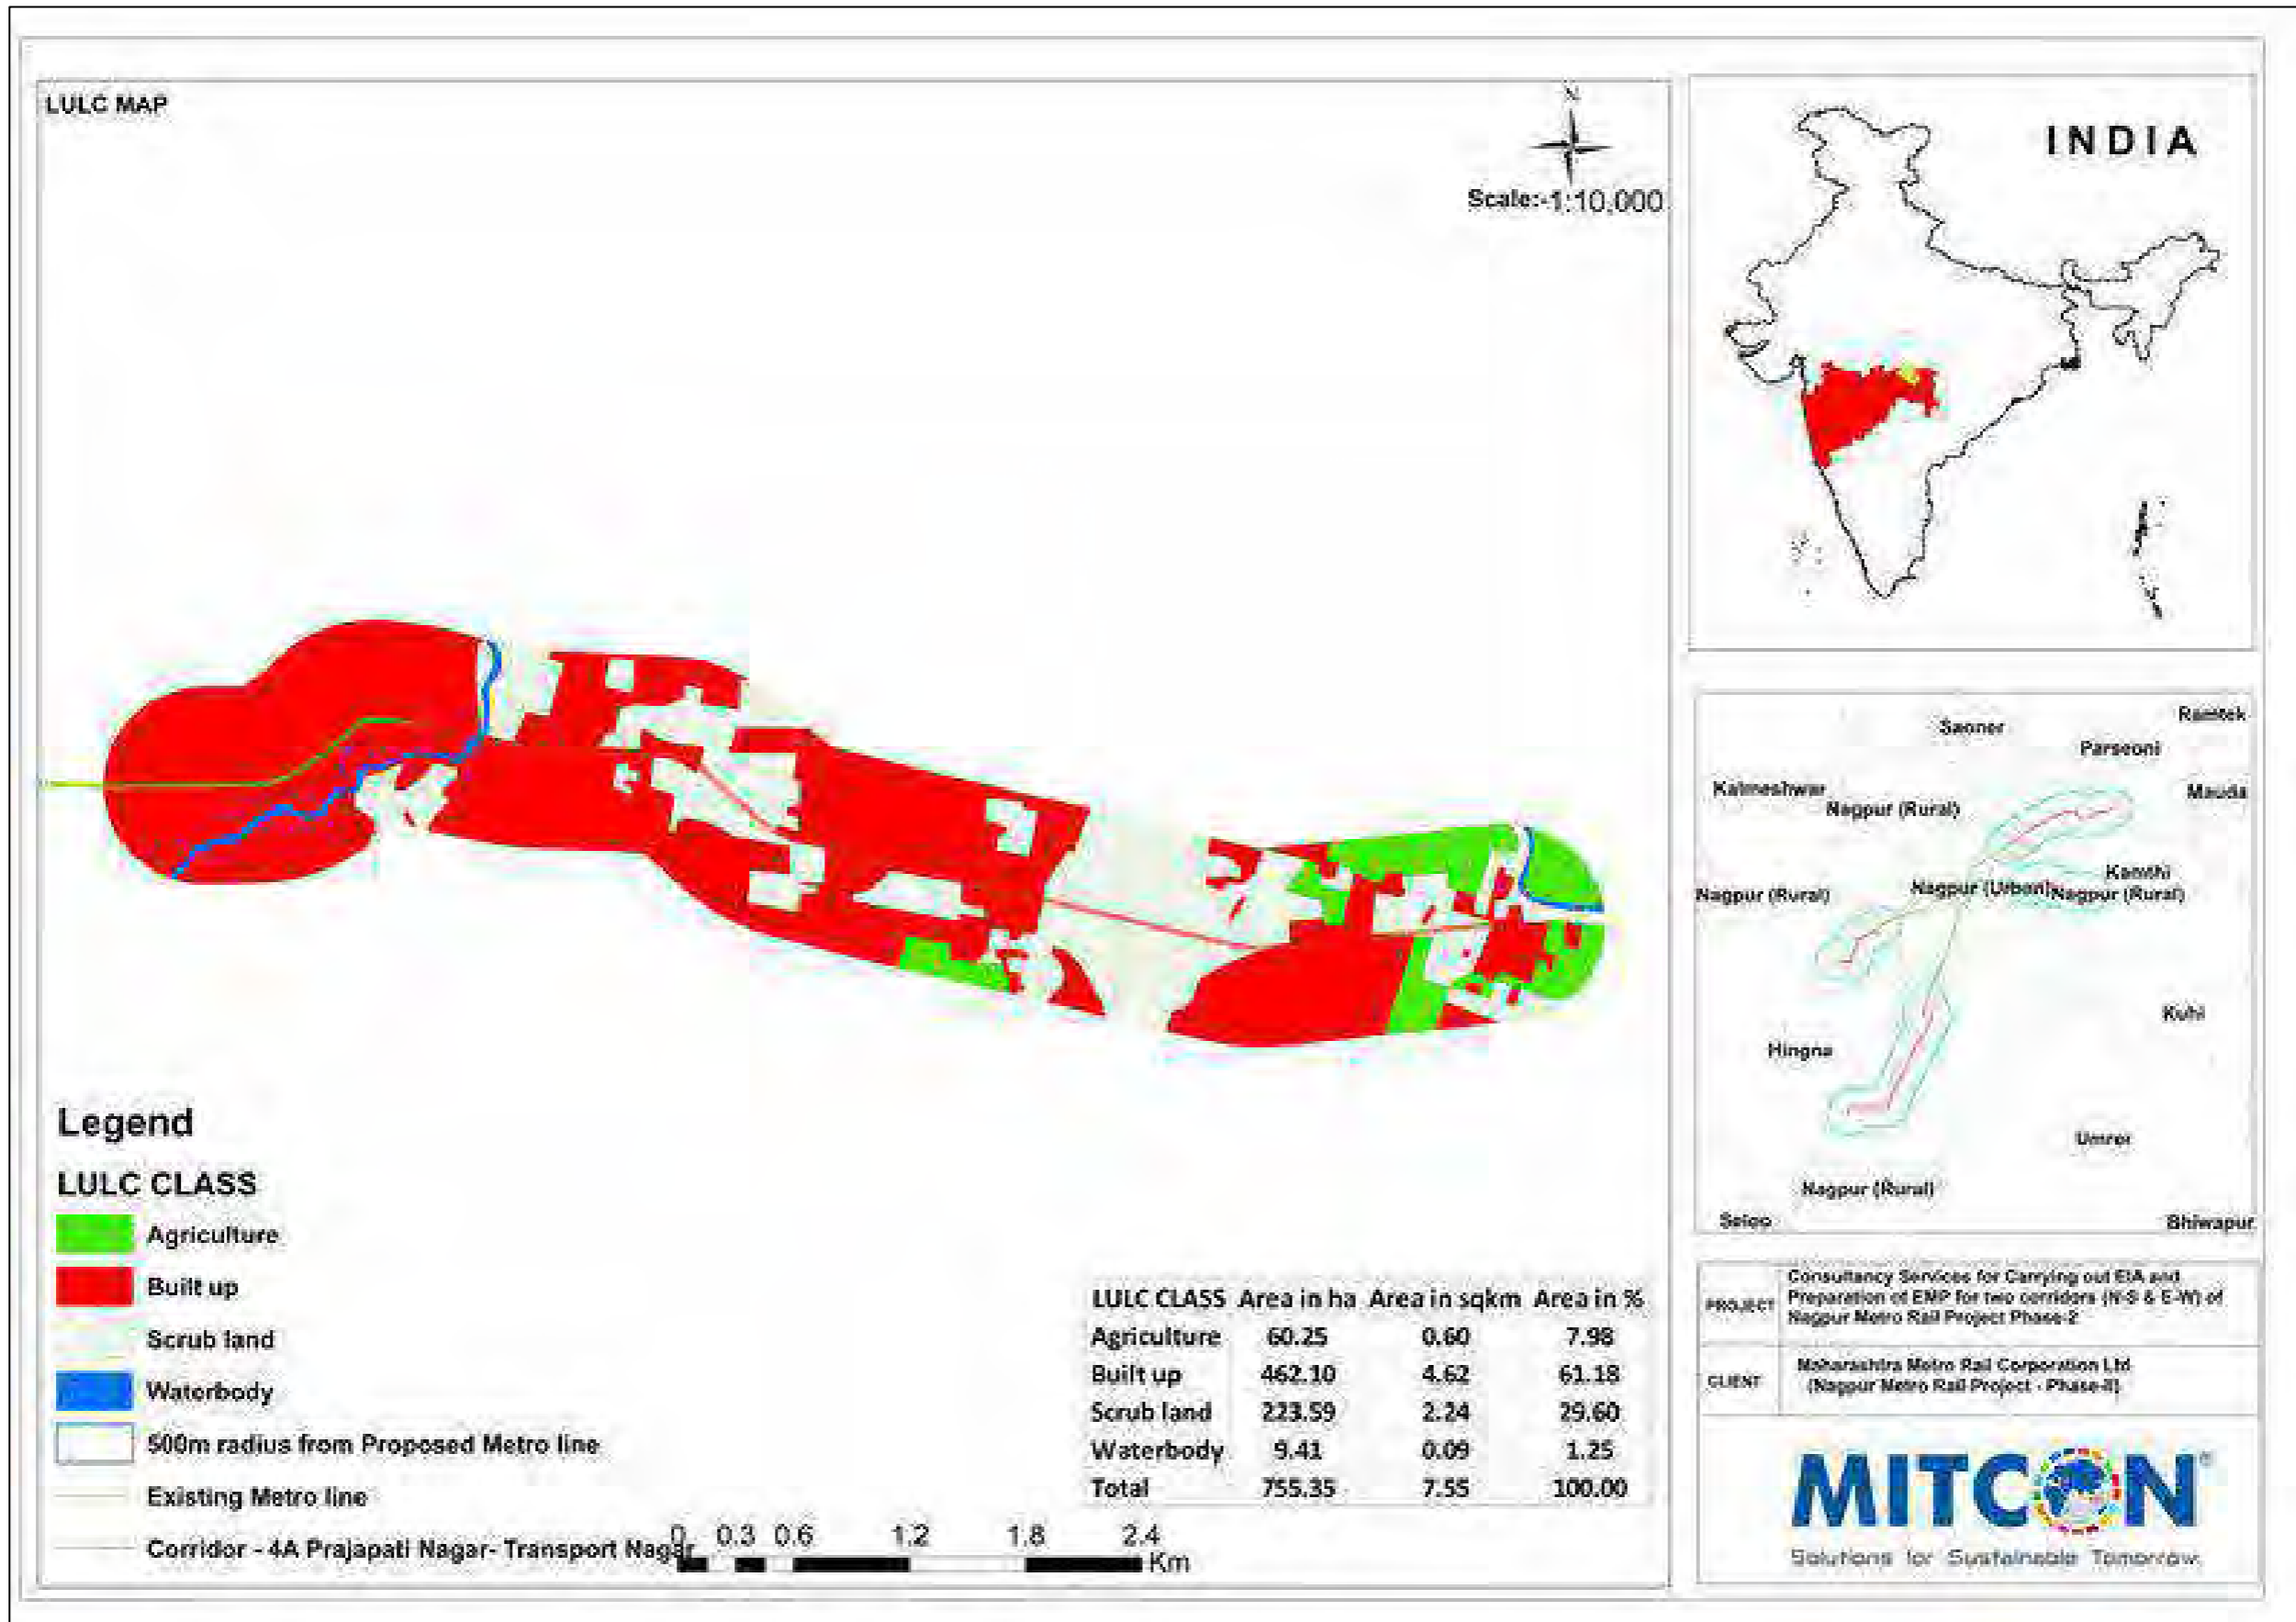 LULC MAP
N
Scale:-1:10,000
INDIA
Saoner
Ramtek
Parseoni
Kalmeshwar
Nagpur (Rural)
Mauda
Kamthi
Nagpur (Rural)
Nagpur (Urban)
Nagpur (Rural)
Kuhi
Hingna
Umrer
Nagpur (Rural)
Seloo
Bhiwapur
Legend
LULC CLASS
Agriculture
Built up
Scrub land
Waterbody
500m radius from Proposed Metro line
Existing Metro line
Corridor - 4A Prajapati Nagar- Transport Nagar
0 0.3 0.6 1.2 1.8 2.4
Km
LULC CLASS Area in ha Area in sqkm Area in %
Agriculture 60.25 0.60 7.98
Built up 462.10 4.62 61.18
Scrub land 223.59 2.24 29.60
Waterbody 9.41 0.09 1.25
Total 755.35 7.55 100.00
PROJECT
Consultancy Services for Carrying out EIA and
Preparation of EMP for two corridors (N-S & E-W) of
Nagpur Metro Rail Project Phase-2
CLIENT
Maharashtra Metro Rail Corporation Ltd
(Nagpur Metro Rail Project - Phase-II)
MITCON®
Solutions for Sustainable Tomorrow